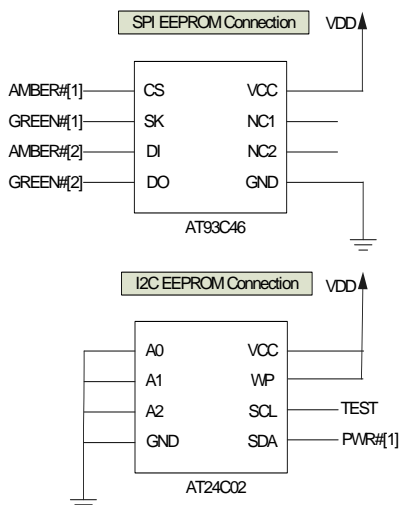 SPI EEPROM Connection VDD
AMBER#[1] CS VCC
GREEN#[1] SK NC1
AMBER#[2] DI NC2
GREEN#[2] DO GND
AT93C46
I2C EEPROM Connection VDD
A0 VCC
A1 WP
A2 SCL TEST
GND SDA PWR#[1]
AT24C02